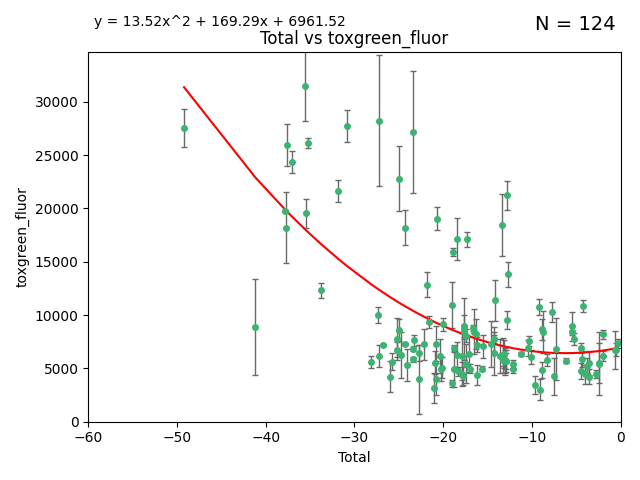 y = 13.52x^2 + 169.29x + 6961.52
N = 124
Total vs toxgreen_fluor
30000
25000
20000
15000
10000
5000
0
toxgreen_fluor
−60
−50
−40
−30
−20
−10
0
Total